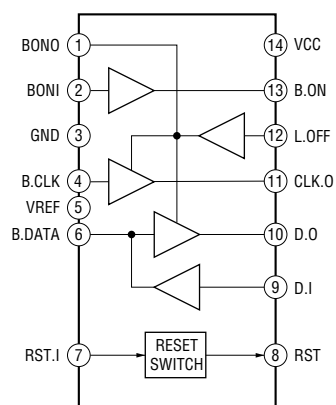 BONO 1
14 VCC
BONI 2
13 B.ON
GND 3
12 L.OFF
B.CLK 4
11 CLK.O
VREF 5
B.DATA 6
10 D.O
9 D.I
RST.I 7
RESET
SWITCH
8 RST